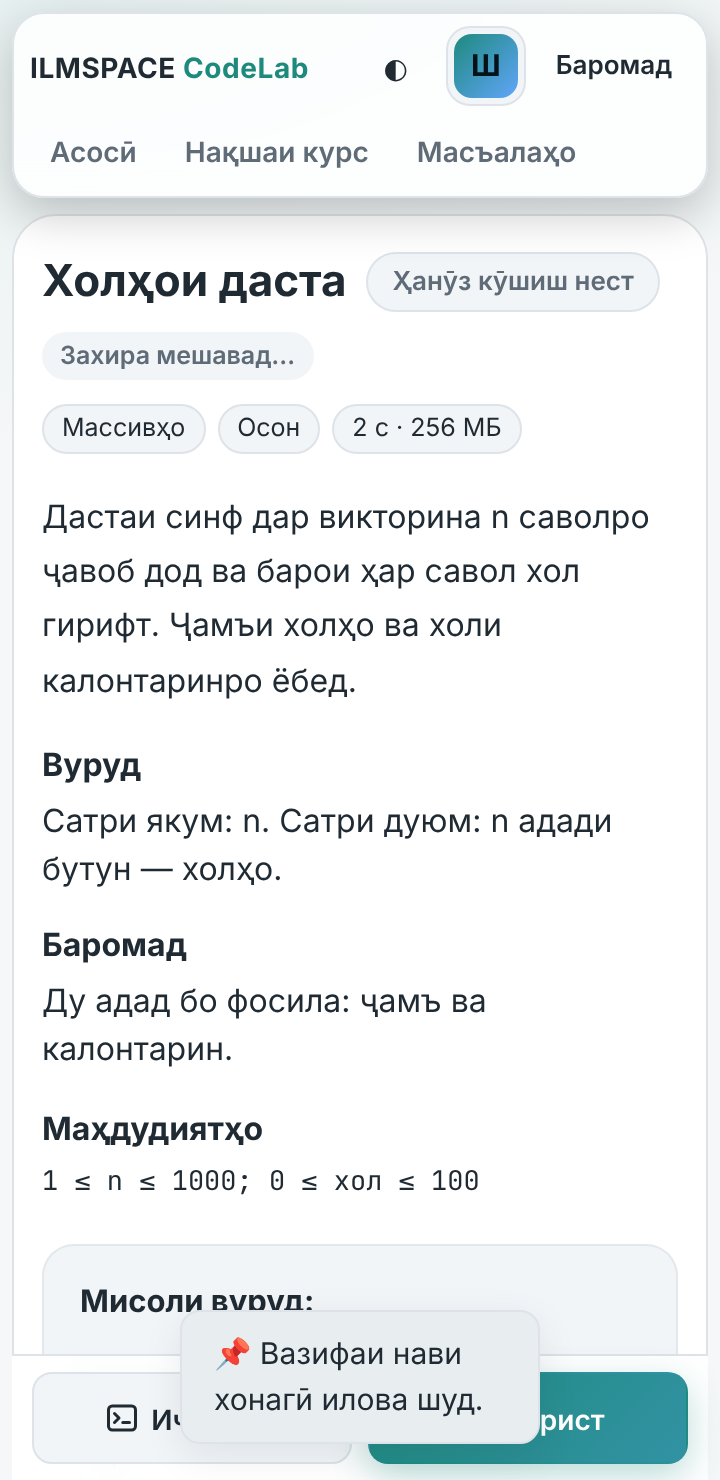 ILMSPACE CodeLab
Ш
Баромад
Асосӣ Нақшаи курс Масъалаҳо
Холҳои даста
Ҳанӯз кӯшиш нест
Захира мешавад...
Массивҳо
Осон
2 с · 256 МБ
Дастаи синф дар викторина n саволро
ҷавоб дод ва барои ҳар савол хол
гирифт. Ҷамъи холҳо ва холи
калонтаринро ёбед.
Вуруд
Сатри якум: n. Сатри дуюм: n адади
бутун — холҳо.
Баромад
Ду адад бо фосила: ҷамъ ва
калонтарин.
Маҳдудиятҳо
1 ≤ n ≤ 1000; 0 ≤ хол ≤ 100
Мисоли вуруд:
📌 Вазифаи нави
хонагӣ илова шуд.